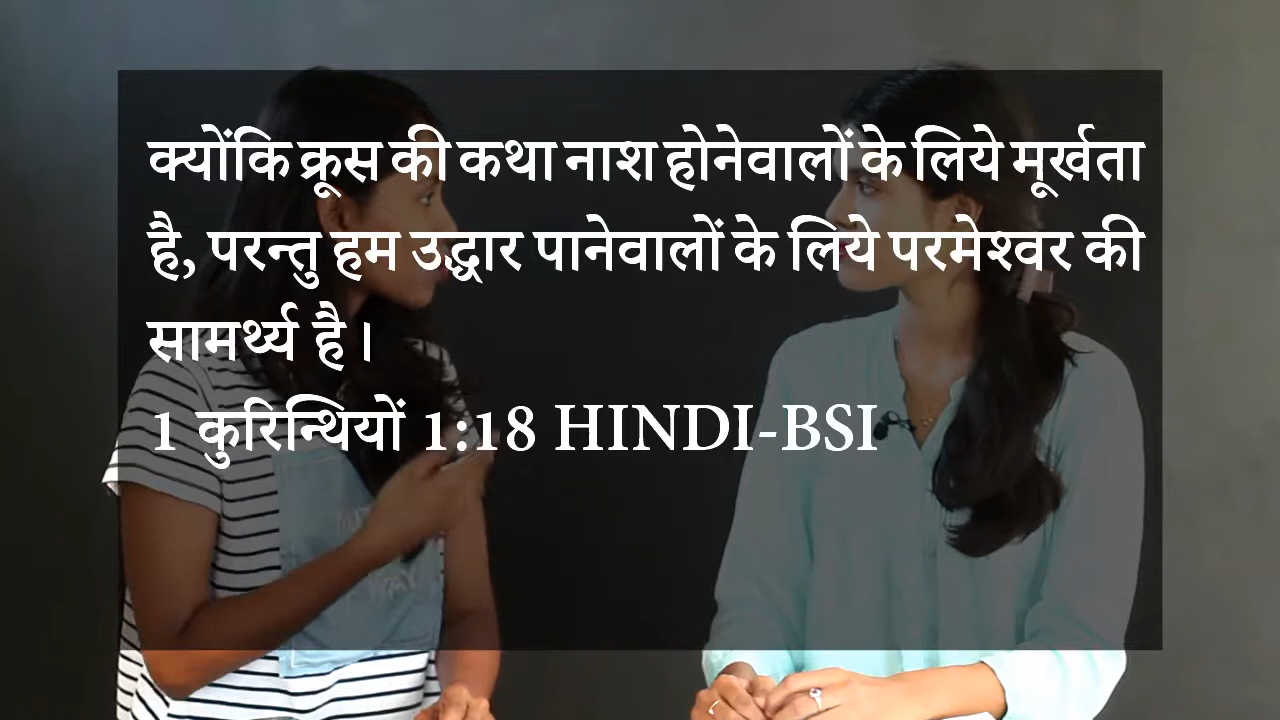 क्योंकि क्रूस की कथा नाश होनेवालों के लिये मूर्खता
है, परन्तु हम उद्धार पानेवालों के लिये परमेश्‍वर की
सामर्थ्य है।
1 कुरिन्थियों 1:18 HINDI-BSI